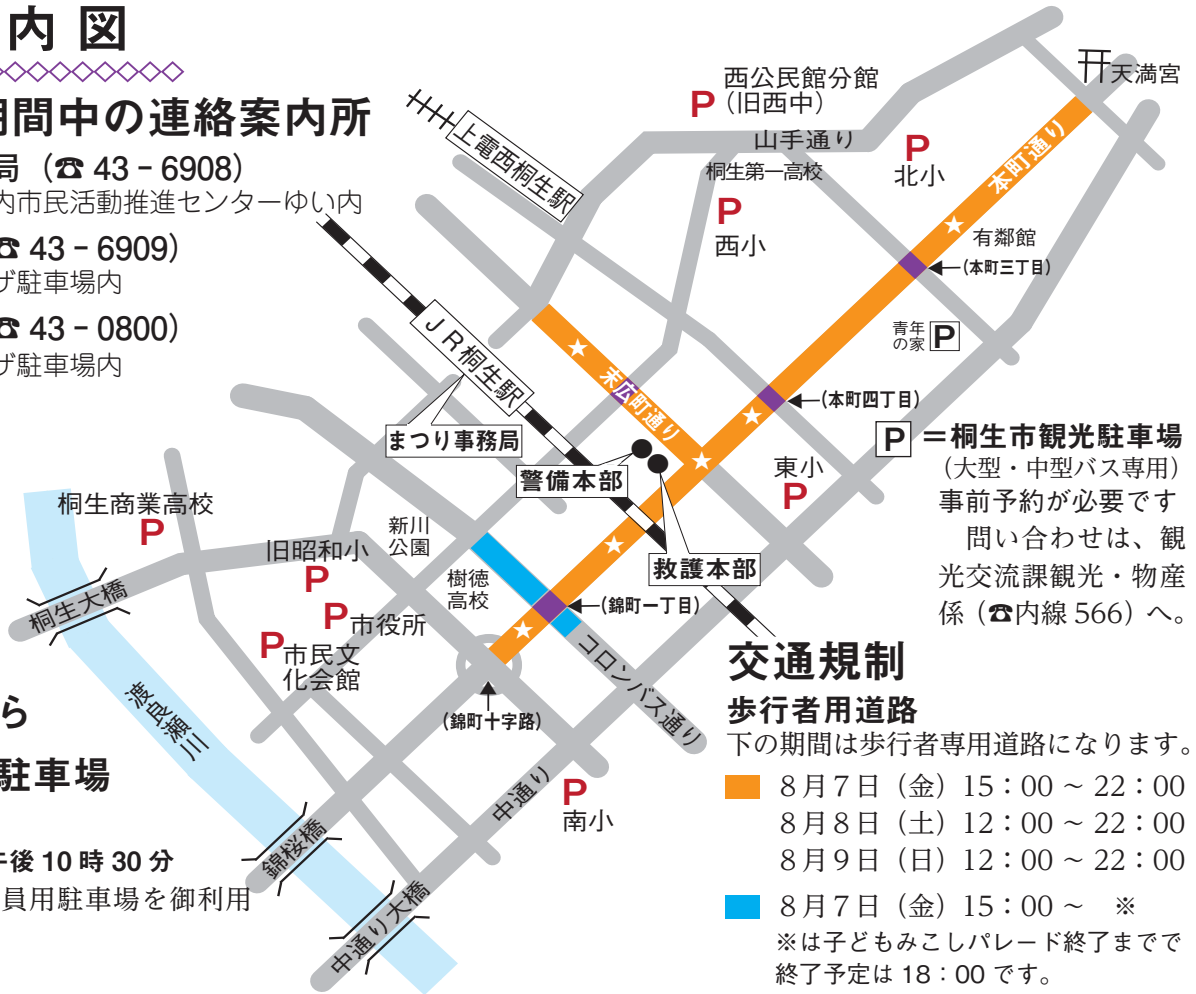 内 図
期間中の連絡案内所
局（☎ 43 − 6908）
内市民活動推進センターゆい内
☎ 43 − 6909）
ザ駐車場内
☎ 43 − 0800）
ザ駐車場内
天満宮
西公民館分館
（旧西中）
P
山手通り
P
北小
桐生第一高校
P
西小
本町通り
上電西桐生駅
有鄰館
（本町三丁目）
青年
の家
P
ＪＲ桐生駅
末広町通り
（本町四丁目）
まつり事務局
警備本部
救護本部
東小
P
P ＝桐生市観光駐車場
（大型・中型バス専用）
事前予約が必要です
問い合わせは、観
光交流課観光・物産
係（☎内線 566）へ。
桐生商業高校
P
新川
公園
旧昭和小
P
樹徳
高校
（錦町一丁目）
桐生大橋
P 市役所
P 市民文
化会館
コロンバス通り
（錦町十字路）
渡良瀬川
中通り
P
南小
錦桜橋
中通り大橋
ら
駐車場
午後 10 時 30 分
員用駐車場を御利用
交通規制
歩行者用道路
下の期間は歩行者専用道路になります。
8月7日（金）15：00 ～ 22：00
8月8日（土）12：00 ～ 22：00
8月9日（日）12：00 ～ 22：00
8月7日（金）15：00 ～ ※
※は子どもみこしパレード終了までで
終了予定は 18：00 です。